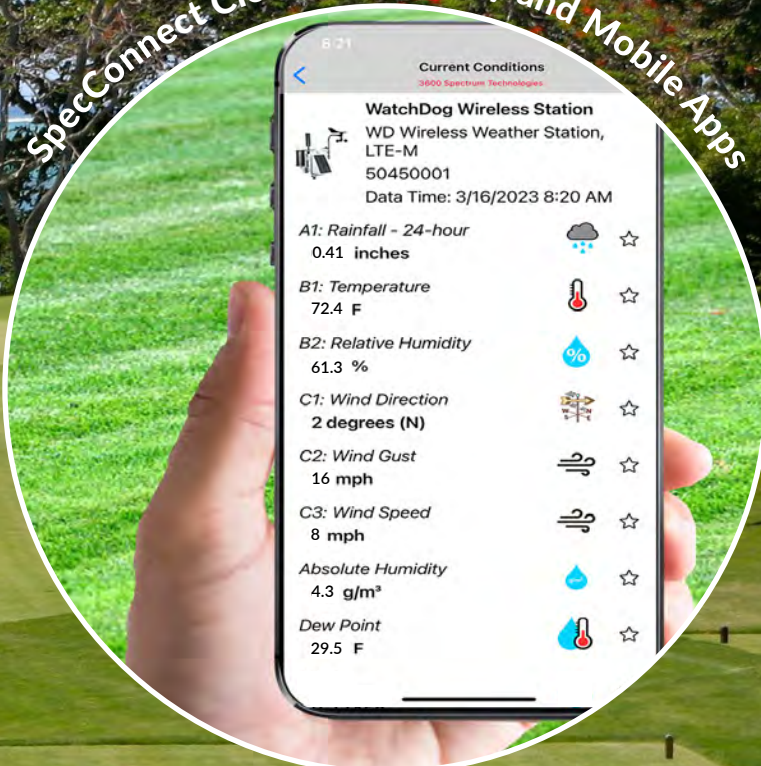 SpecConnect
and Mobile Apps
8:21
Current Conditions
3600 Spectrum Technologies
WatchDog Wireless Station
WD Wireless Weather Station,
LTE-M
50450001
Data Time: 3/16/2023 8:20 AM
A1: Rainfall - 24-hour
0.41 inches
B1: Temperature
72.4 F
B2: Relative Humidity
61.3 %
%
C1: Wind Direction
2 degrees (N)
C2: Wind Gust
16 mph
C3: Wind Speed
8 mph
Absolute Humidity
4.3 g/m³
Dew Point
29.5 F